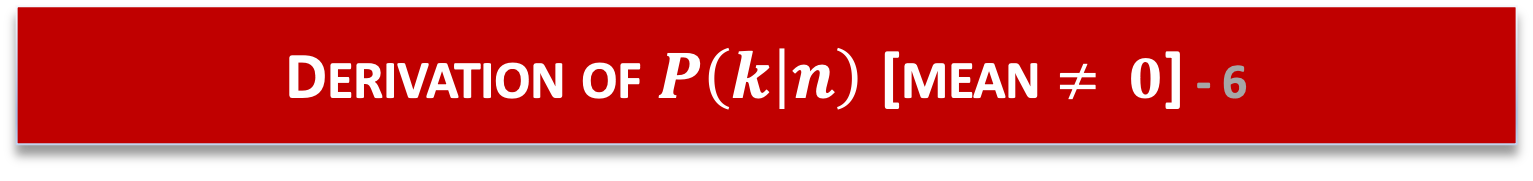 DERIVATION OF P(k|n) [MEAN ≠ 0] - 6